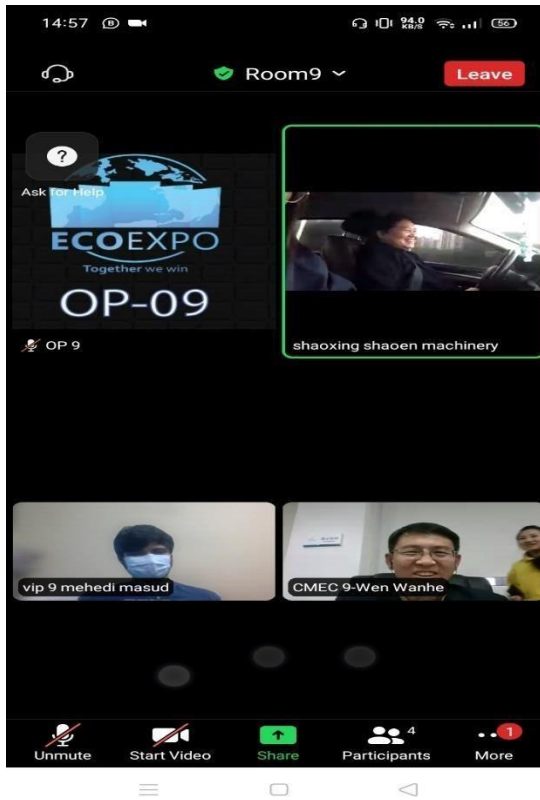 14:57
94.0
KB/S
56
Room9
Leave
?
Ask for Help
ECOEXPO
Together we win
OP-09
OP 9
shaoxing shaoen machinery
vip 9 mehedi masud
CMEC 9-Wen Wanhe
4
1
Unmute
Start Video
Share
Participants
More